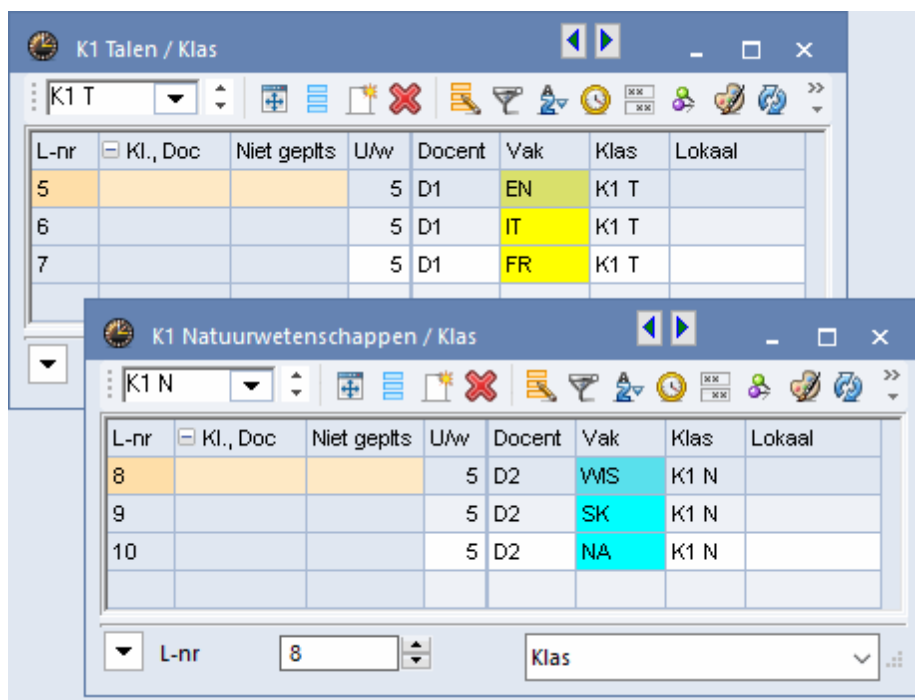 K1 Talen / Klas
K1 T
L-nr Kl., Doc Niet geplts U/w Docent Vak Klas Lokaal
5 5 D1 EN K1 T
6 5 D1 IT K1 T
7 5 D1 FR K1 T
K1 Natuurwetenschappen / Klas
K1 N
L-nr Kl., Doc Niet geplts U/w Docent Vak Klas Lokaal
8 5 D2 WIS K1 N
9 5 D2 SK K1 N
10 5 D2 NA K1 N
L-nr 8 Klas